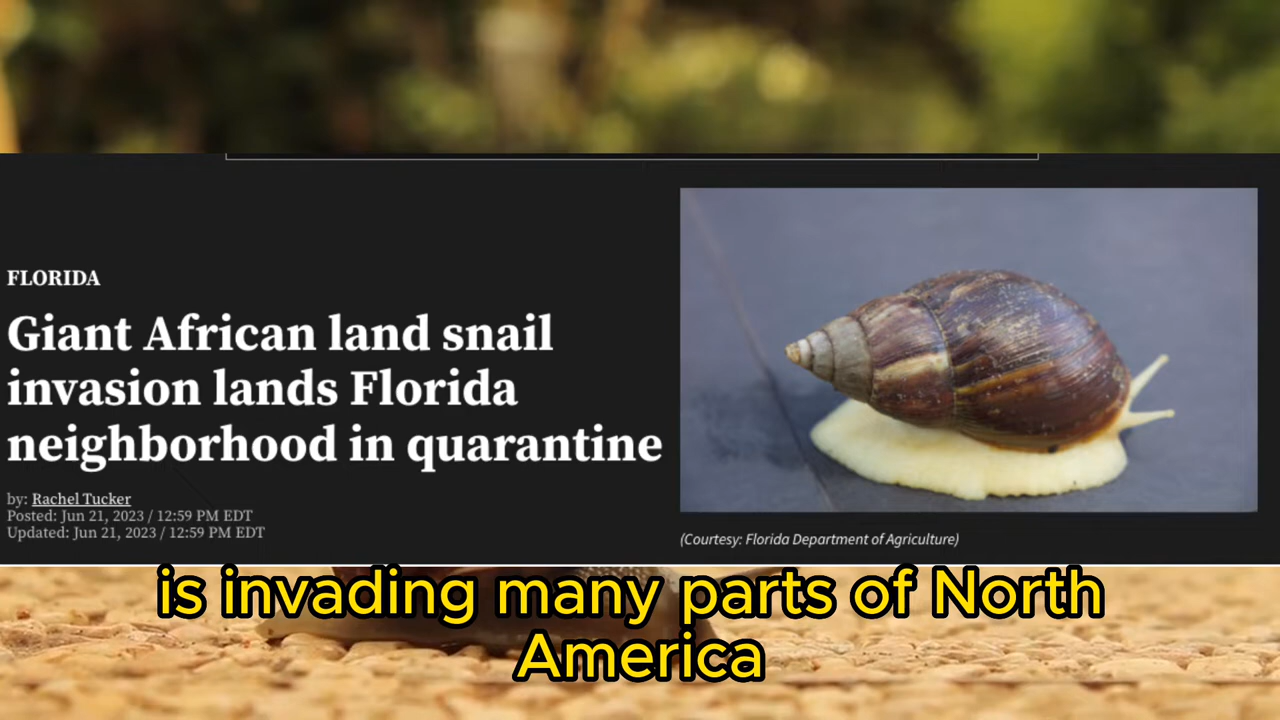 FLORIDA
Giant African land snail
invasion lands Florida
neighborhood in quarantine
by: Rachel Tucker
Posted: Jun 21, 2023 / 12:59 PM EDT
Updated: Jun 21, 2023 / 12:59 PM EDT
(Courtesy: Florida Department of Agriculture)
is invading many parts of North
America